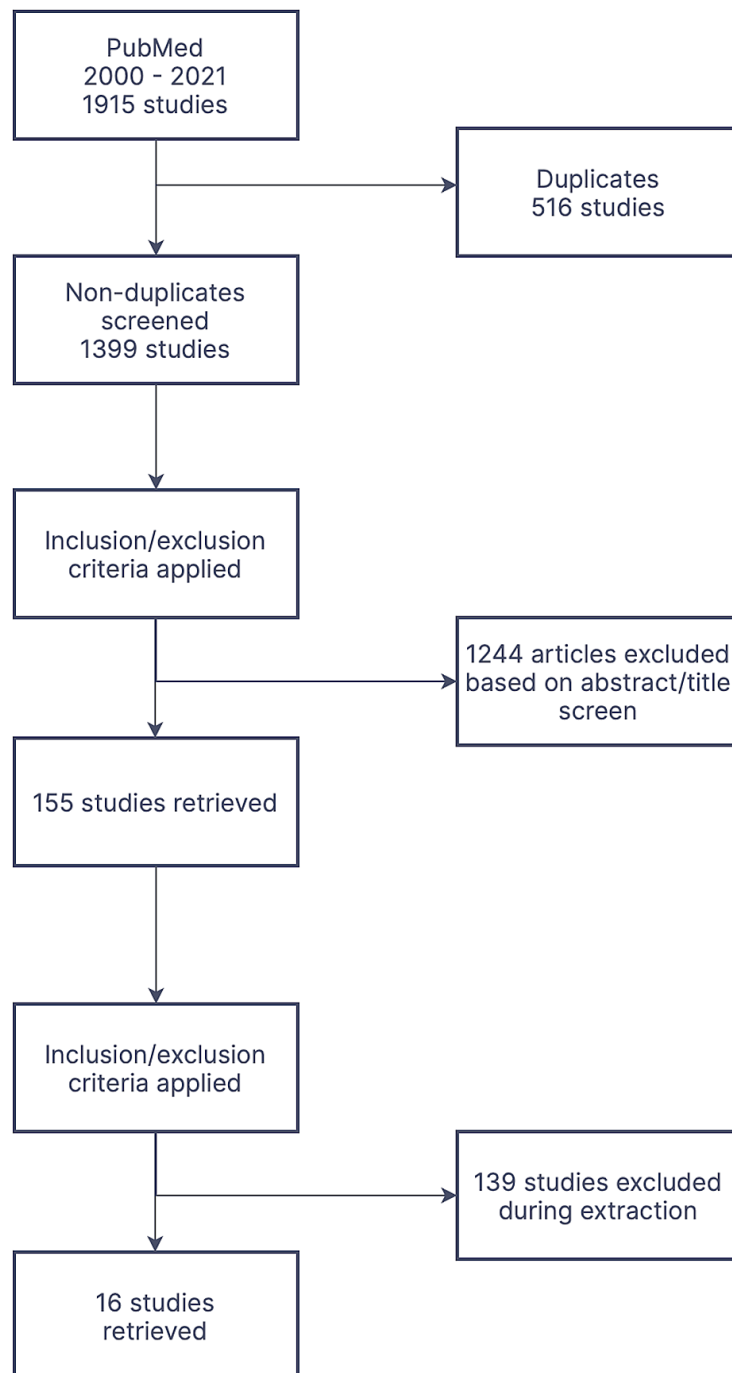 PubMed
2000 - 2021
1915 studies
Duplicates
516 studies
Non-duplicates
screened
1399 studies
Inclusion/exclusion
criteria applied
1244 articles excluded
based on abstract/title
screen
155 studies retrieved
Inclusion/exclusion
criteria applied
139 studies excluded
during extraction
16 studies
retrieved